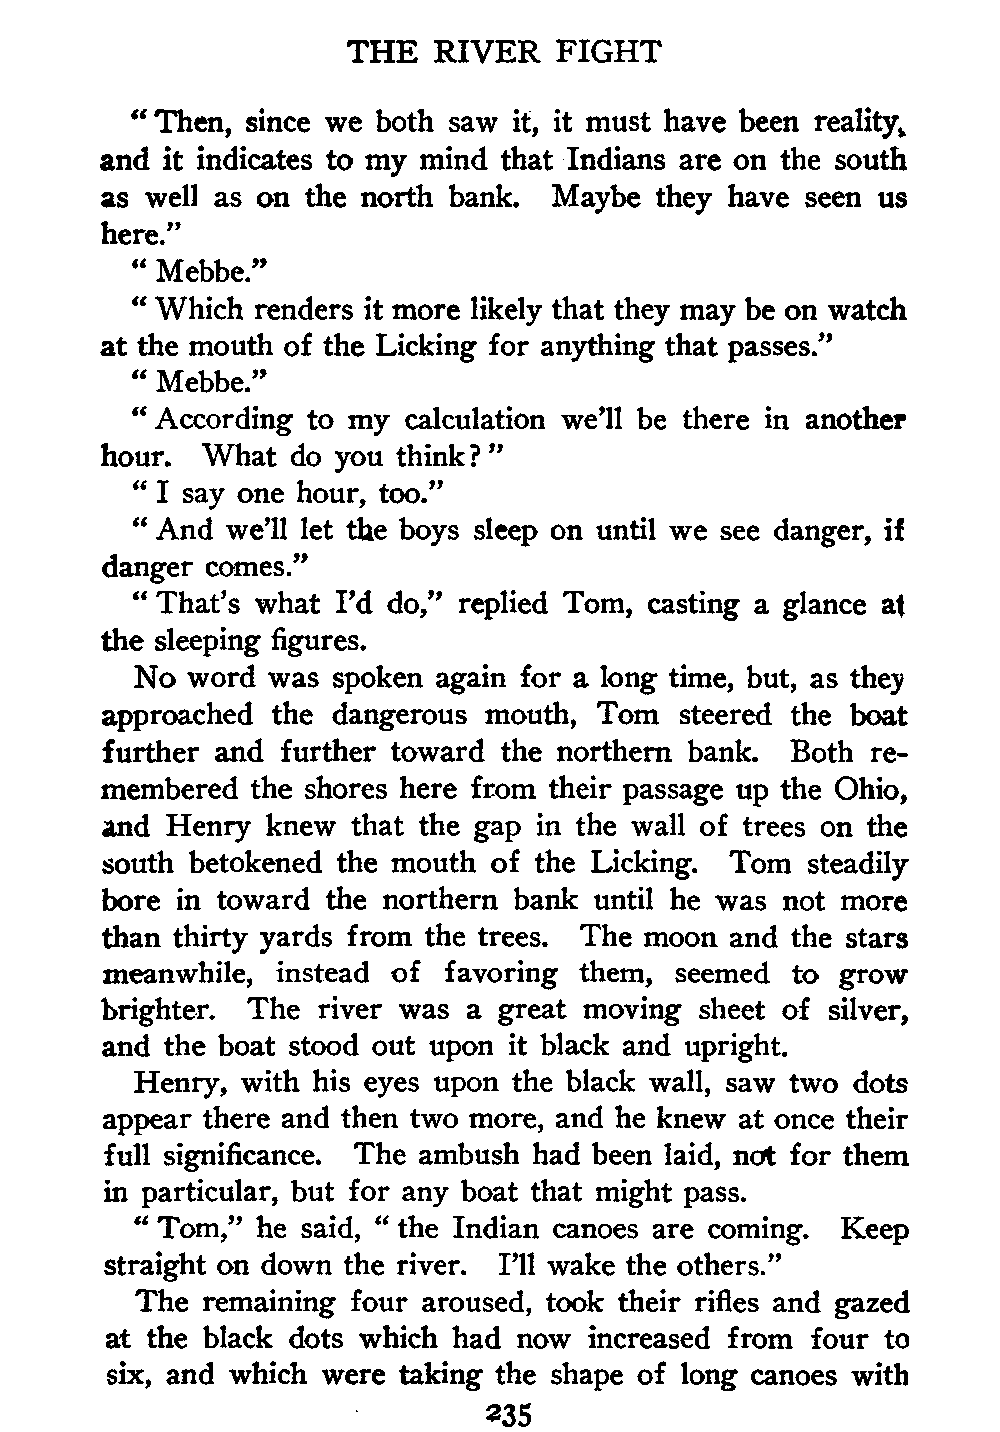 THE RIVER FIGHT
“Then, since we both saw it, it must have been reality,
and it indicates to my mind that Indians are on the south
as well as on the north bank. Maybe they have seen us
here.”
“Mebbe.”
“Which renders it more likely that they may be on watch
at the mouth of the Licking for anything that passes.”
“Mebbe.”
“According to my calculation we’ll be there in another
hour. What do you think?”
“I say one hour, too.”
“And we’ll let the boys sleep on until we see danger, if
danger comes.”
“That’s what I’d do,” replied Tom, casting a glance at
the sleeping figures.
No word was spoken again for a long time, but, as they
approached the dangerous mouth, Tom steered the boat
further and further toward the northern bank. Both re-
membered the shores here from their passage up the Ohio,
and Henry knew that the gap in the wall of trees on the
south betokened the mouth of the Licking. Tom steadily
bore in toward the northern bank until he was not more
than thirty yards from the trees. The moon and the stars
meanwhile, instead of favoring them, seemed to grow
brighter. The river was a great moving sheet of silver,
and the boat stood out upon it black and upright.
Henry, with his eyes upon the black wall, saw two dots
appear there and then two more, and he knew at once their
full significance. The ambush had been laid, not for them
in particular, but for any boat that might pass.
“Tom,” he said, “the Indian canoes are coming. Keep
straight on down the river. I’ll wake the others.”
The remaining four aroused, took their rifles and gazed
at the black dots which had now increased from four to
six, and which were taking the shape of long canoes with
235